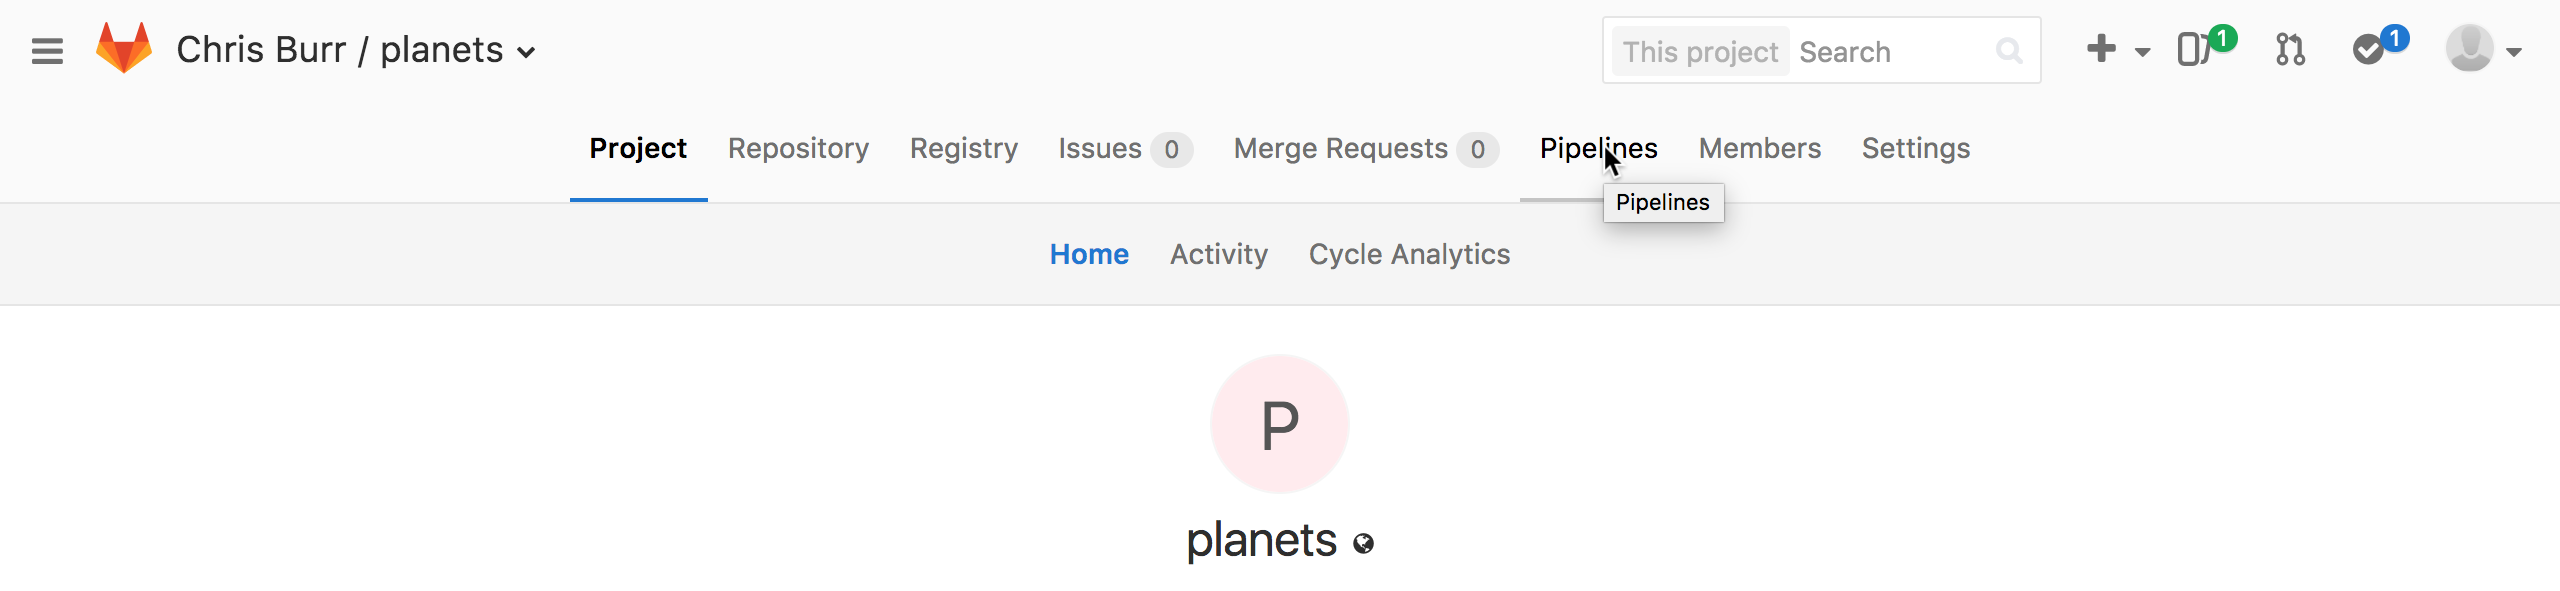 Chris Burr / planets
This project Search
1
1
Project Repository Registry Issues 0 Merge Requests 0 Pipelines Members Settings
Pipelines
Home Activity Cycle Analytics
P
planets